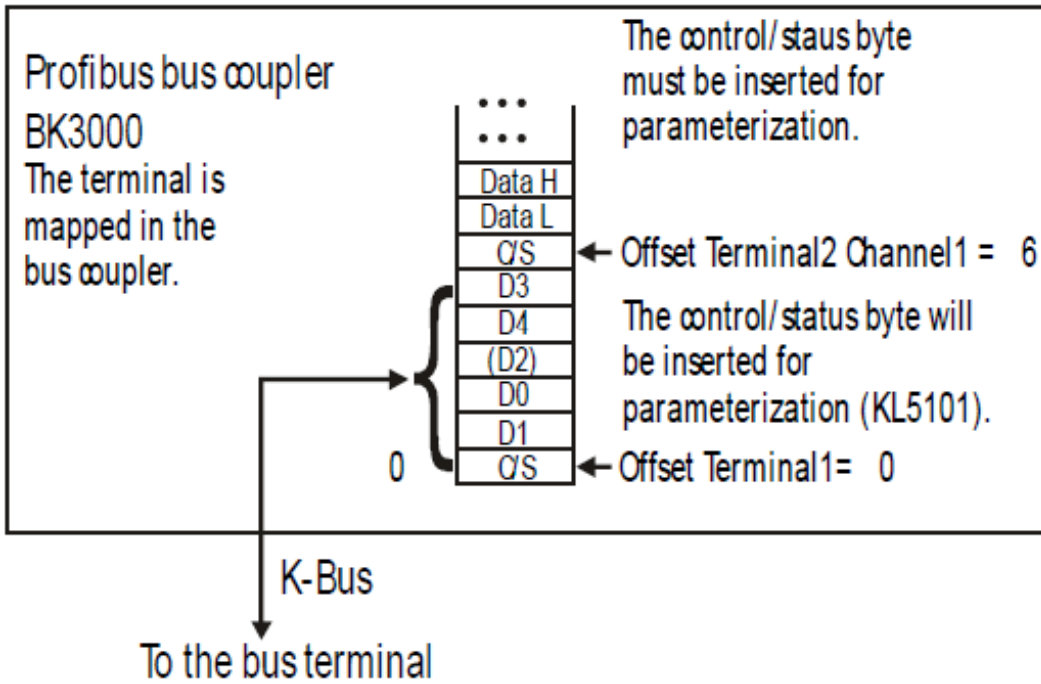 Profibus bus coupler
BK3000
The terminal is
mapped in the
bus coupler.
The control/staus byte
must be inserted for
parameterization.
•••
•••
Data H
Data L
C/S
Offset Terminal2 Channel1 = 6
D3
D4
(D2)
D0
D1
C/S
The control/status byte will
be inserted for
parameterization (KL5101).
0
Offset Terminal1= 0
K-Bus
To the bus terminal